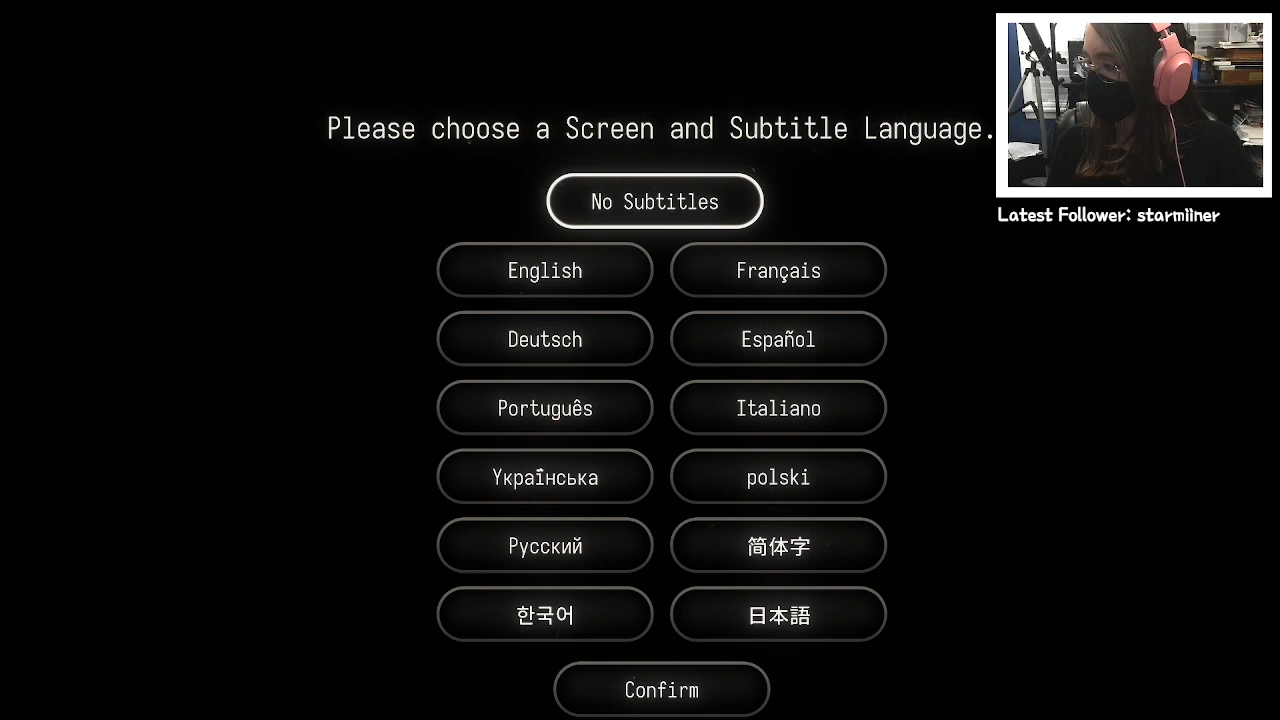 Please choose a Screen and Subtitle Language.
No Subtitles
English
Français
Deutsch
Español
Português
Italiano
Українська
polski
Русский
简体字
한국어
日本語
Confirm
Latest Follower: starmiiner